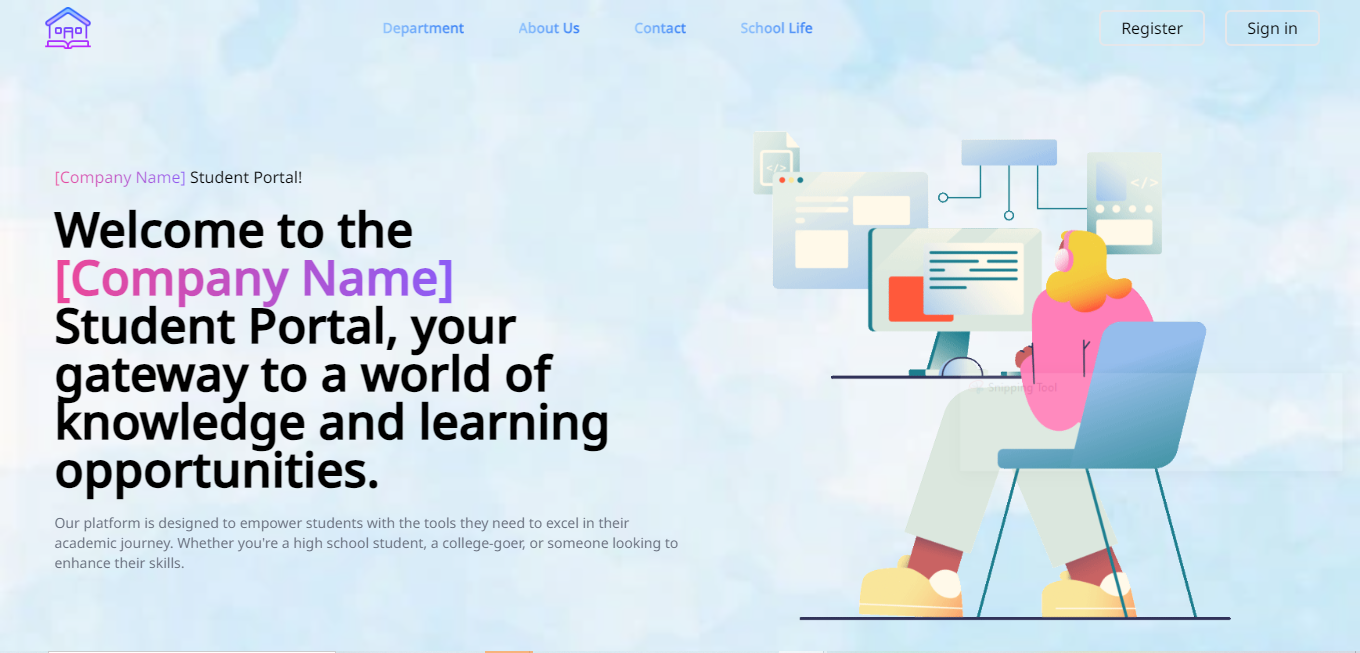 Department About Us Contact School Life Register Sign in
[Company Name] Student Portal!
Welcome to the
[Company Name]
Student Portal, your
gateway to a world of
knowledge and learning
opportunities.
Our platform is designed to empower students with the tools they need to excel in their
academic journey. Whether you're a high school student, a college-goer, or someone looking to
enhance their skills.
</>
</>
Snipping Tool